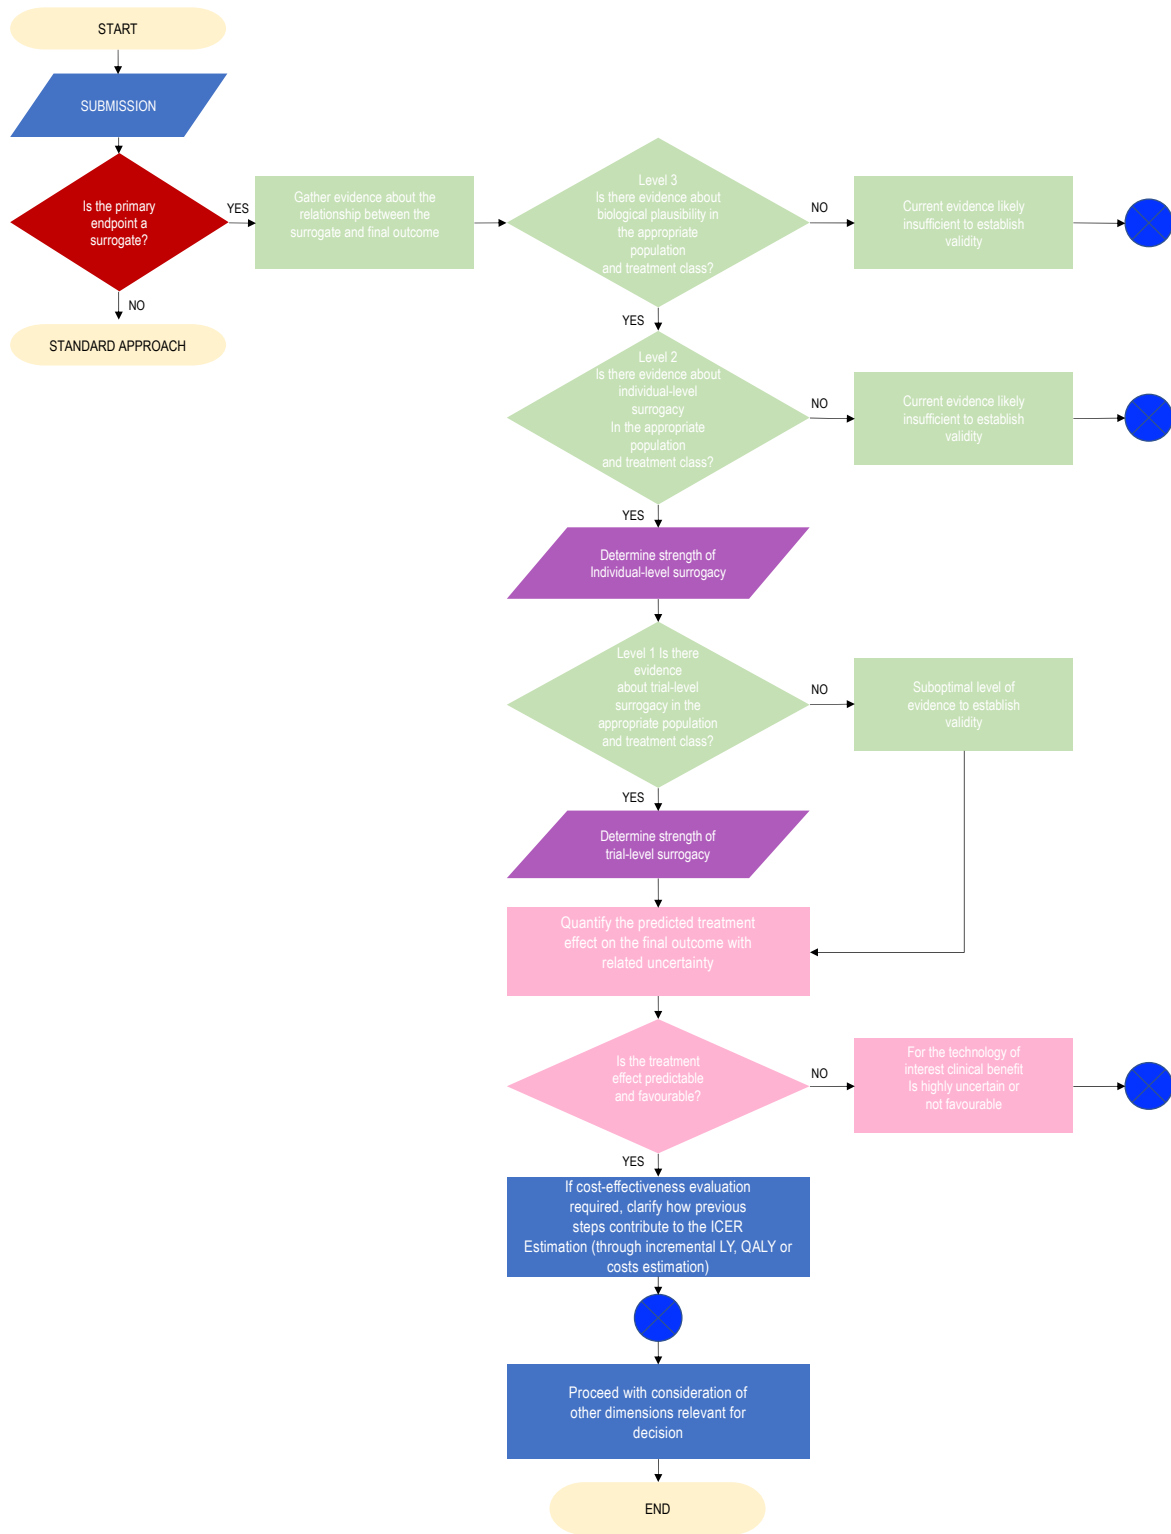 START
SUBMISSION
Is the primary
endpoint a
surrogate?
YES
NO
STANDARD APPROACH
Gather evidence about the
relationship between the
surrogate and final outcome
Level 3
Is there evidence about
biological plausibility in
the appropriate
population
and treatment class?
NO
Current evidence likely
insufficient to establish
validity
YES
Level 2
Is there evidence about
individual-level
surrogacy
In the appropriate
population
and treatment class?
NO
Current evidence likely
insufficient to establish
validity
YES
Determine strength of
Individual-level surrogacy
Level 1 Is there
evidence
about trial-level
surrogacy in the
appropriate population
and treatment class?
NO
Suboptimal level of
evidence to establish
validity
YES
Determine strength of
trial-level surrogacy
Quantify the predicted treatment
effect on the final outcome with
related uncertainty
Is the treatment
effect predictable
and favourable?
NO
For the technology of
interest clinical benefit
Is highly uncertain or
not favourable
YES
If cost-effectiveness evaluation
required, clarify how previous
steps contribute to the ICER
Estimation (through incremental LY, QALY or
costs estimation)
Proceed with consideration of
other dimensions relevant for
decision
END